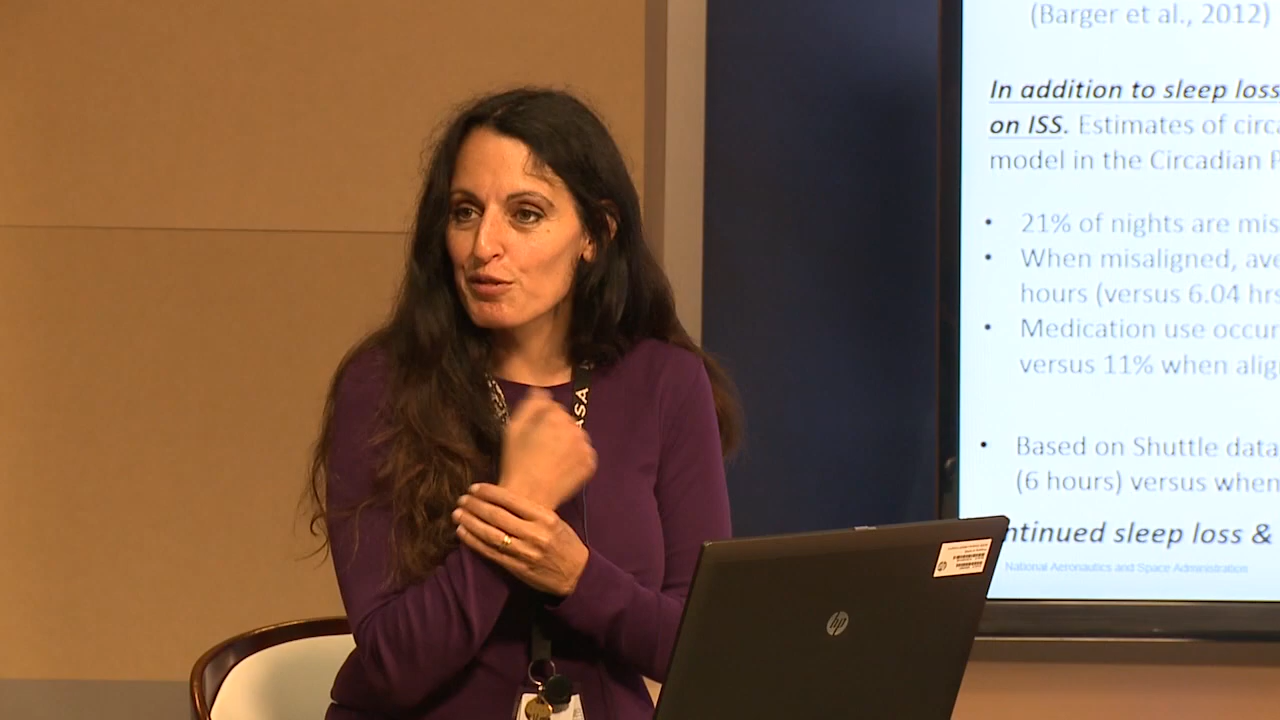 (Barger et al., 2012)
In addition to sleep loss
on ISS. Estimates of circ
model in the Circadian
• 21% of nights are mis
• When misaligned, ave
hours (versus 6.04 hrs
• Medication use occur
versus 11% when alig
• Based on Shuttle data
(6 hours) versus when
ntinued sleep loss &
National Aeronautics and Space Administration
SA
hp